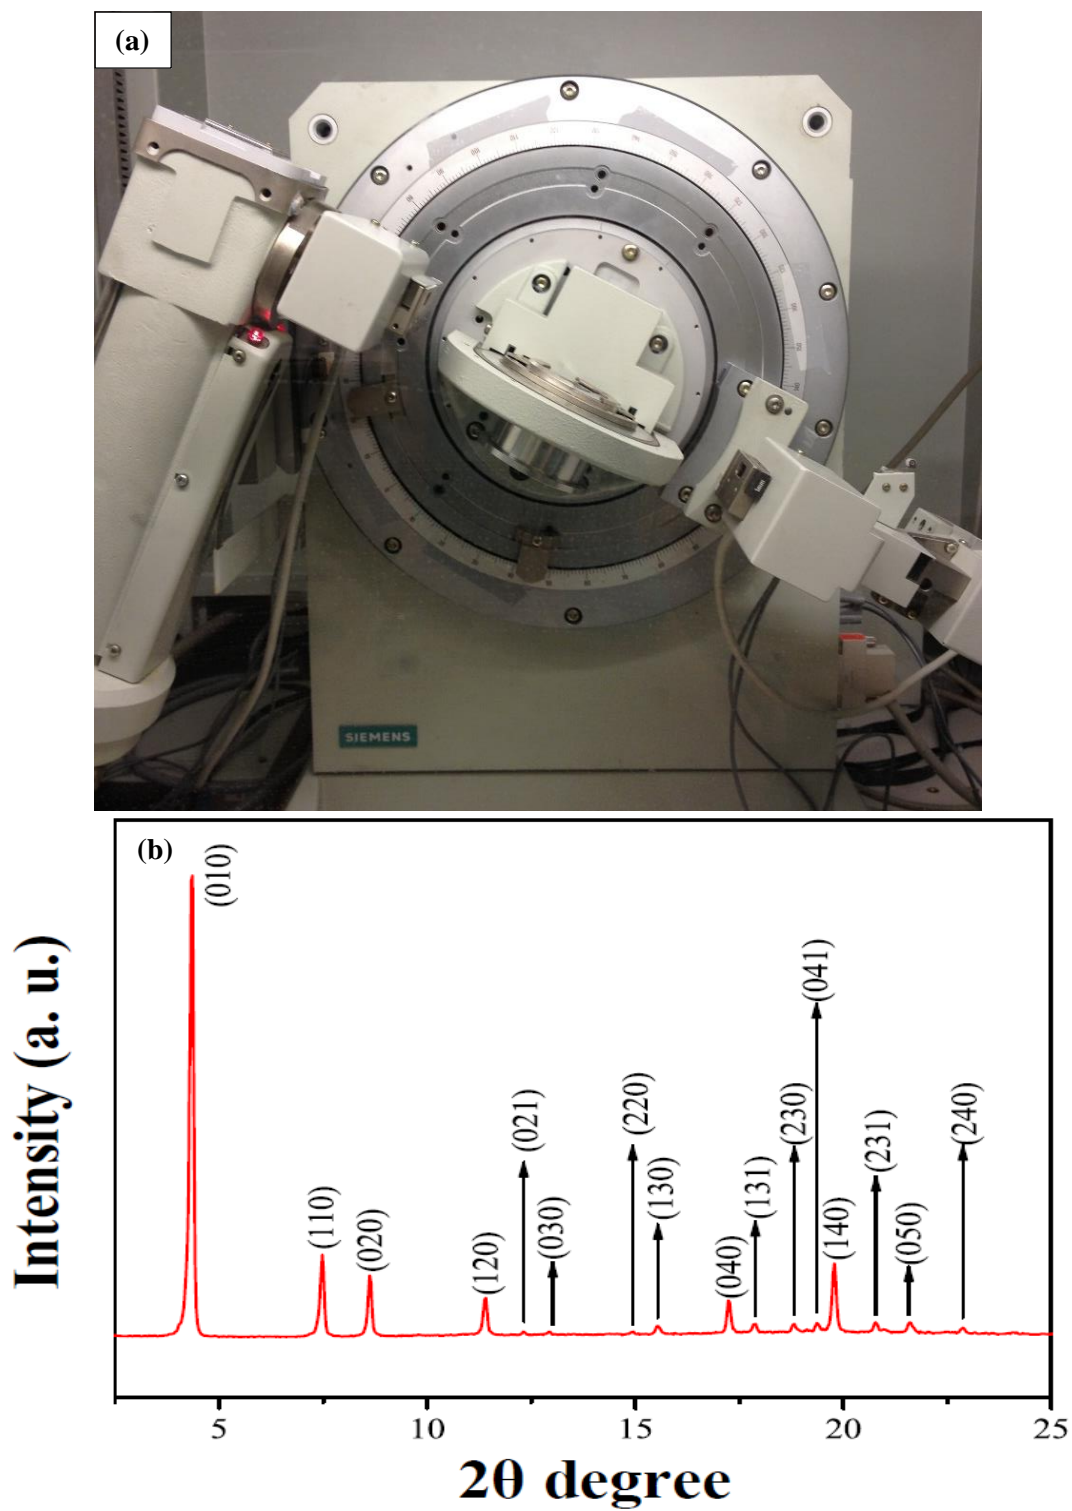 (a)
SIEMENS
(b)
Intensity (a. u.)
(010)
(110)
(020)
(120)
(021)
(030)
(220)
(130)
(040)
(131)
(230)
(041)
(140)
(231)
(050)
(240)
5 10 15 20 25
2θ degree